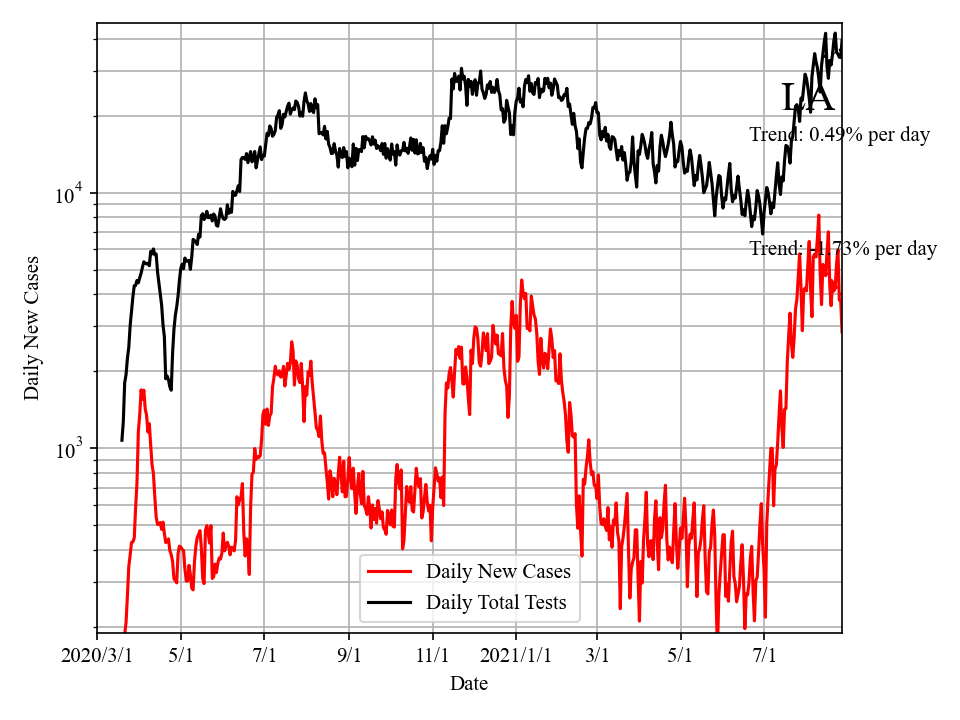 LA
Trend: 0.49% per day
Trend: -1.73% per day
10^4
10^3
Daily New Cases
Daily New Cases
Daily Total Tests
2020/3/1 5/1 7/1 9/1 11/1 2021/1/1 3/1 5/1 7/1
Date